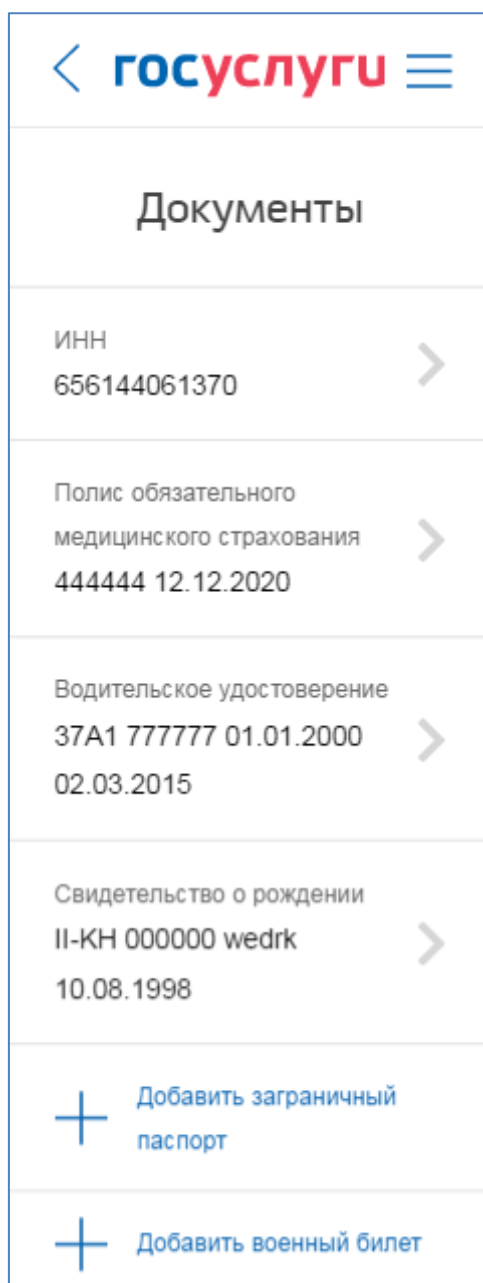 госуслуги
Документы
ИНН
656144061370
Полис обязательного
медицинского страхования
444444 12.12.2020
Водительское удостоверение
37А1 777777 01.01.2000
02.03.2015
Свидетельство о рождении
II-КН 000000 wedrk
10.08.1998
Добавить заграничный
паспорт
Добавить военный билет